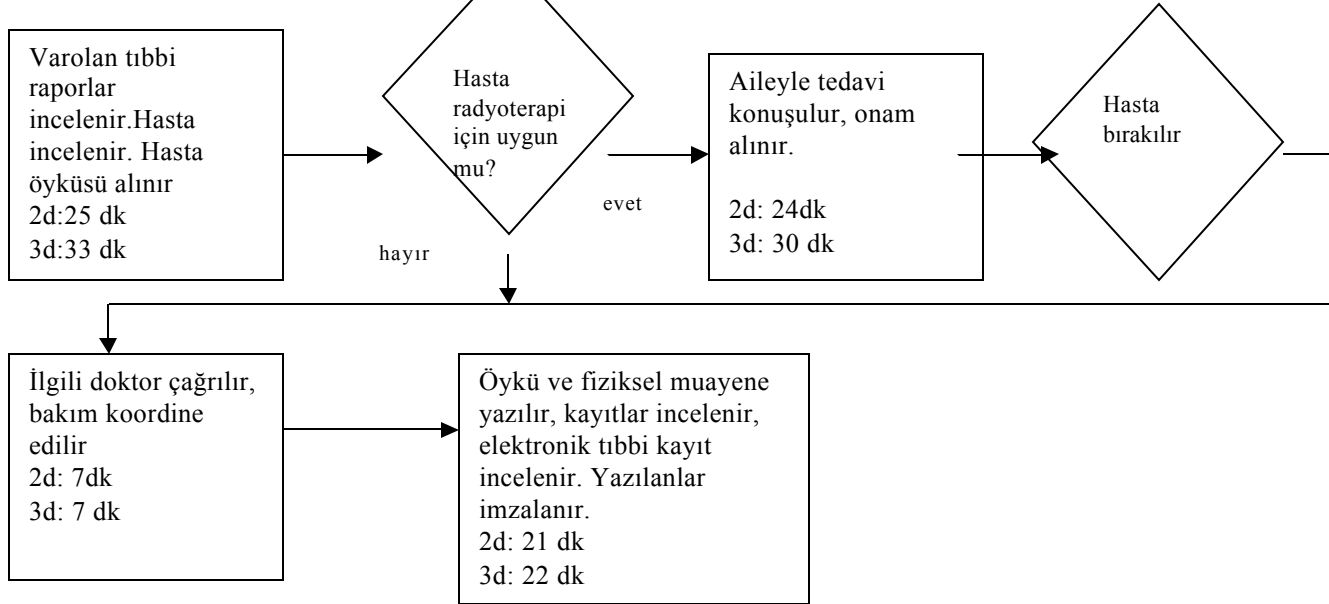 Varolan tıbbi
raporlar
incelenir.Hasta
incelenir. Hasta
öyküsü alınır
2d:25 dk
3d:33 dk
Hasta
radyoterapi
için uygun
mu?
evet
hayır
Aileyle tedavi
konuşulur, onam
alınır.
2d: 24dk
3d: 30 dk
Hasta
bırakılır
İlgili doktor çağrılır,
bakım koordine
edilir
2d: 7dk
3d: 7 dk
Öykü ve fiziksel muayene
yazılır, kayıtlar incelenir,
elektronik tıbbi kayıt
incelenir. Yazılanlar
imzalanır.
2d: 21 dk
3d: 22 dk